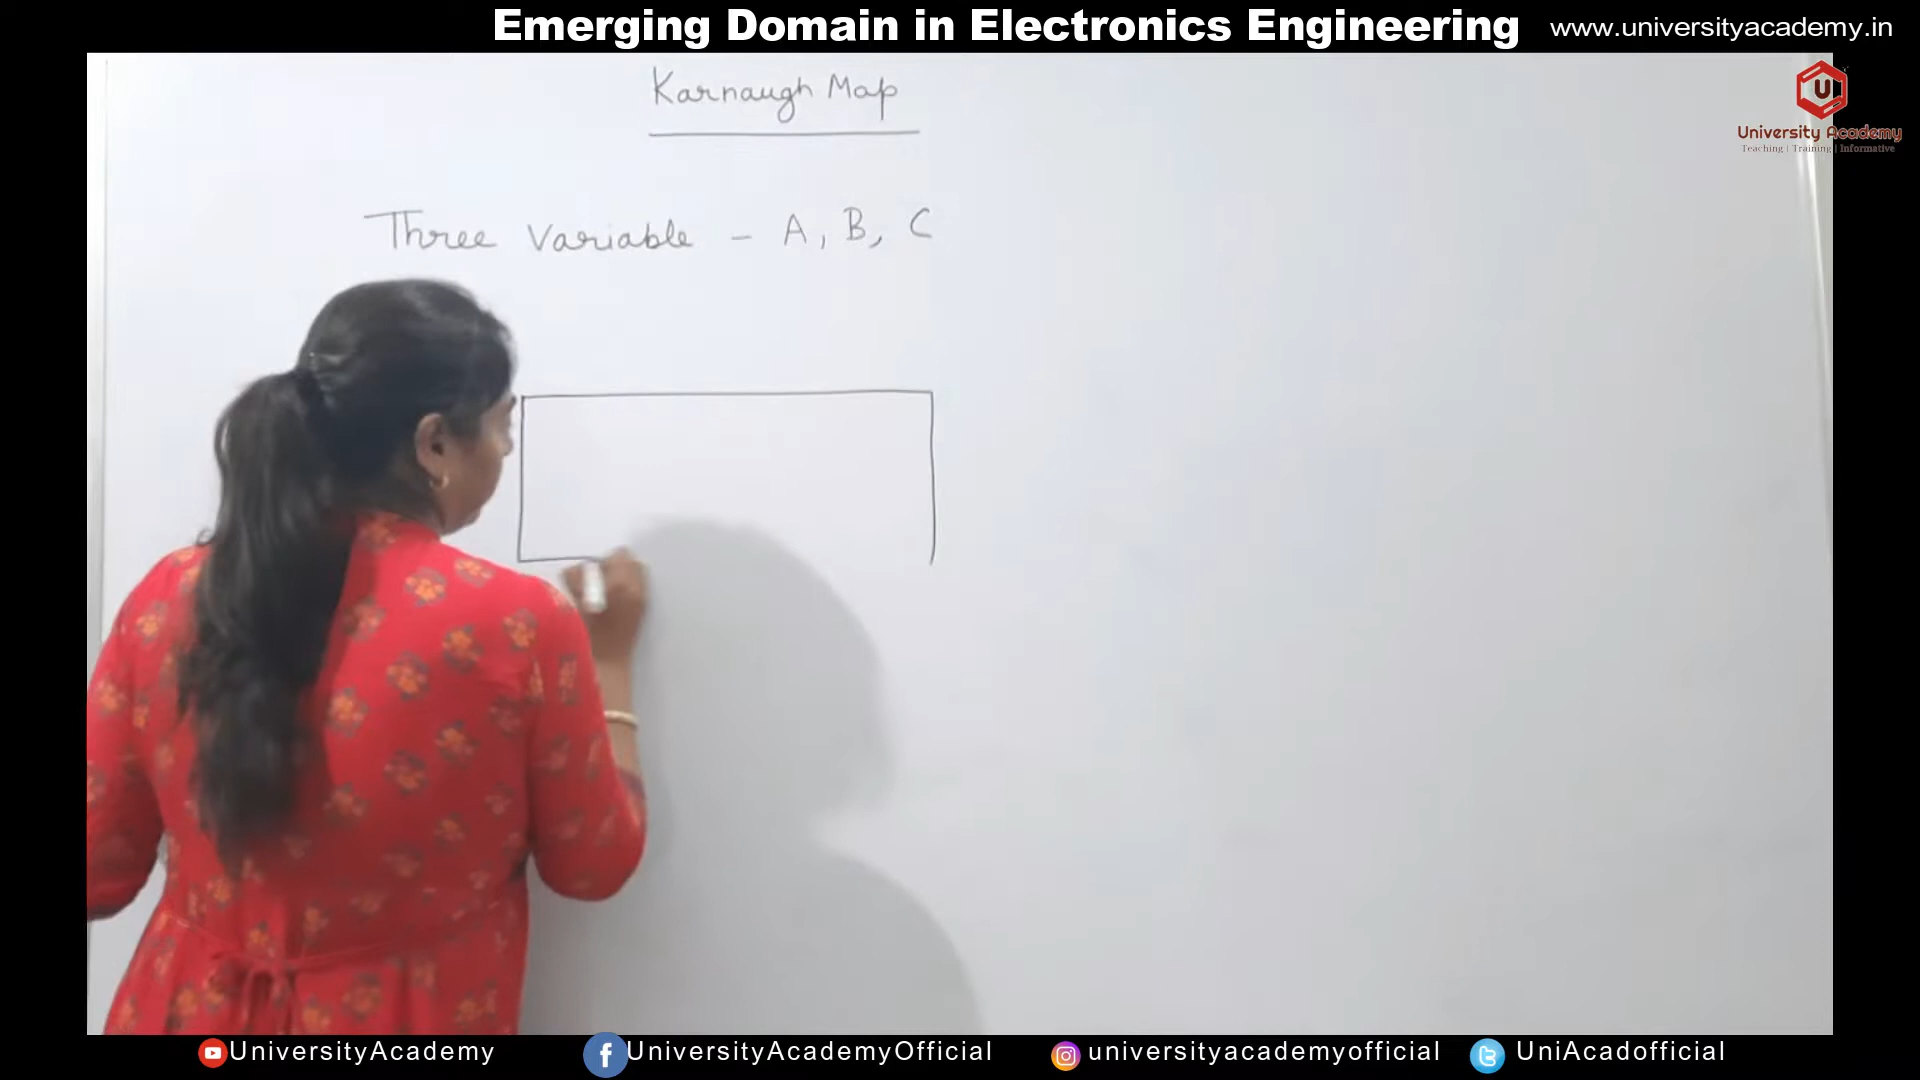 Emerging Domain in Electronics Engineering
www.universityacademy.in
Karnaugh Map
U
University Academy
Teaching | Training | Informative
Three Variable - A, B, C
UniversityAcademy
UniversityAcademyOfficial
universityacademyofficial
UniAcadofficial